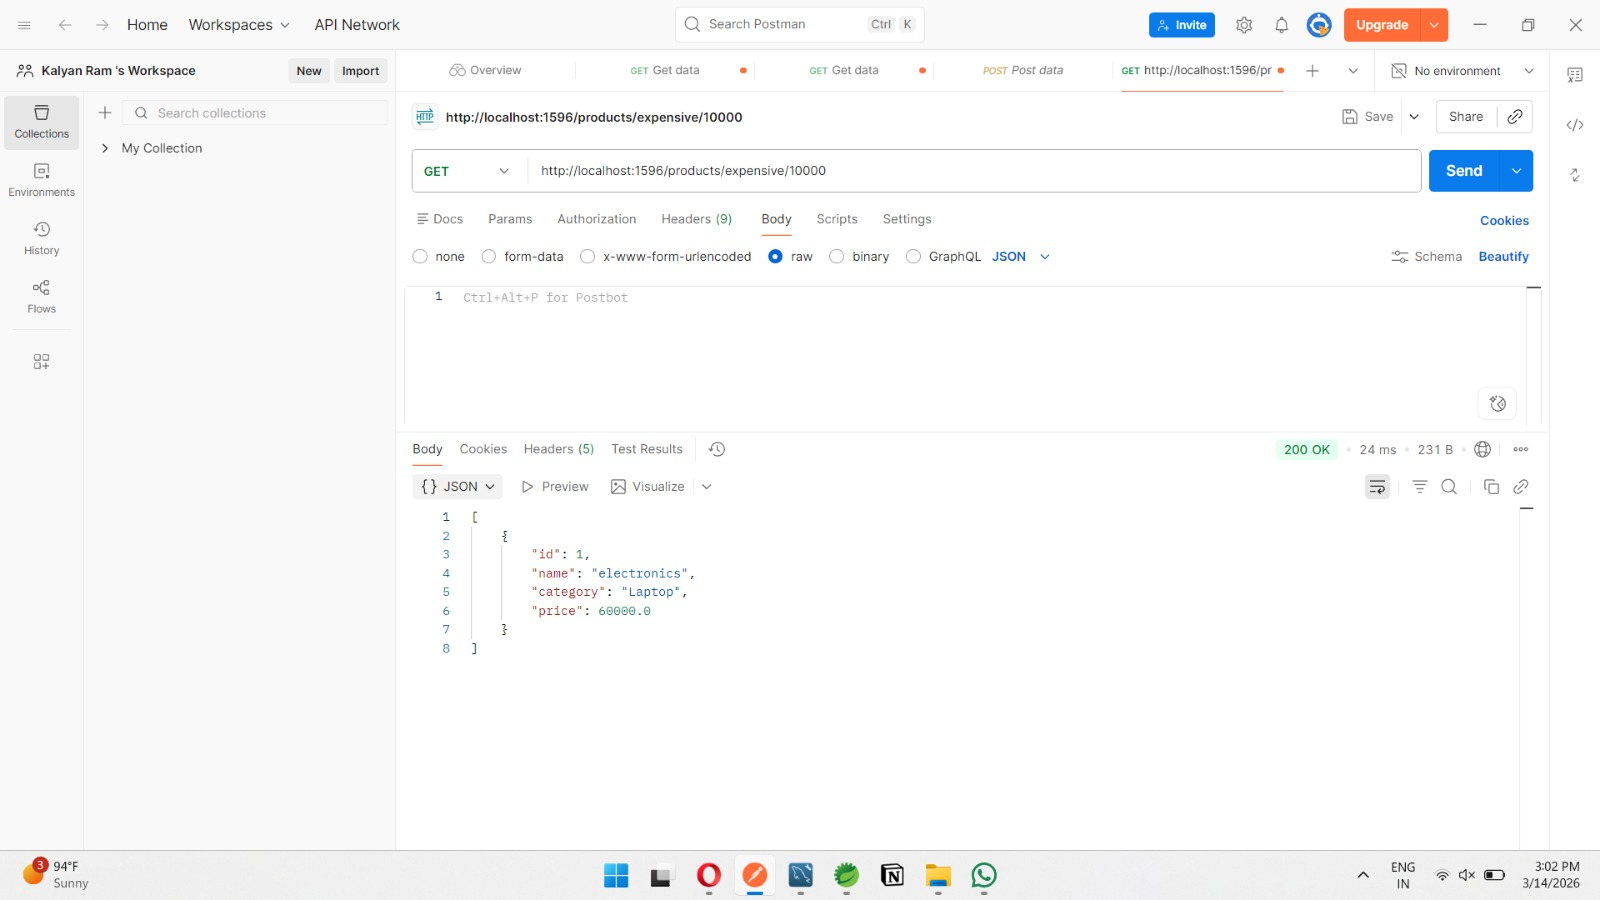 Home Workspaces API Network Search Postman Ctrl K Invite Upgrade
Kalyan Ram 's Workspace New Import Overview GET Get data GET Get data POST Post data GET http://localhost:1596/pr No environment
Collections
Search collections
My Collection
Environments
History
Flows
HTTP http://localhost:1596/products/expensive/10000 Save Share
GET http://localhost:1596/products/expensive/10000 Send
Docs Params Authorization Headers (9) Body Scripts Settings Cookies
none form-data x-www-form-urlencoded raw binary GraphQL JSON Schema Beautify
1 Ctrl+Alt+P for Postbot
Body Cookies Headers (5) Test Results 200 OK • 24 ms • 231 B
{} JSON Preview Visualize
1 [
2 {
3 "id": 1,
4 "name": "electronics",
5 "category": "Laptop",
6 "price": 60000.0
7 }
8 ]
3 94°F
Sunny
ENG
IN
3:02 PM
3/14/2026